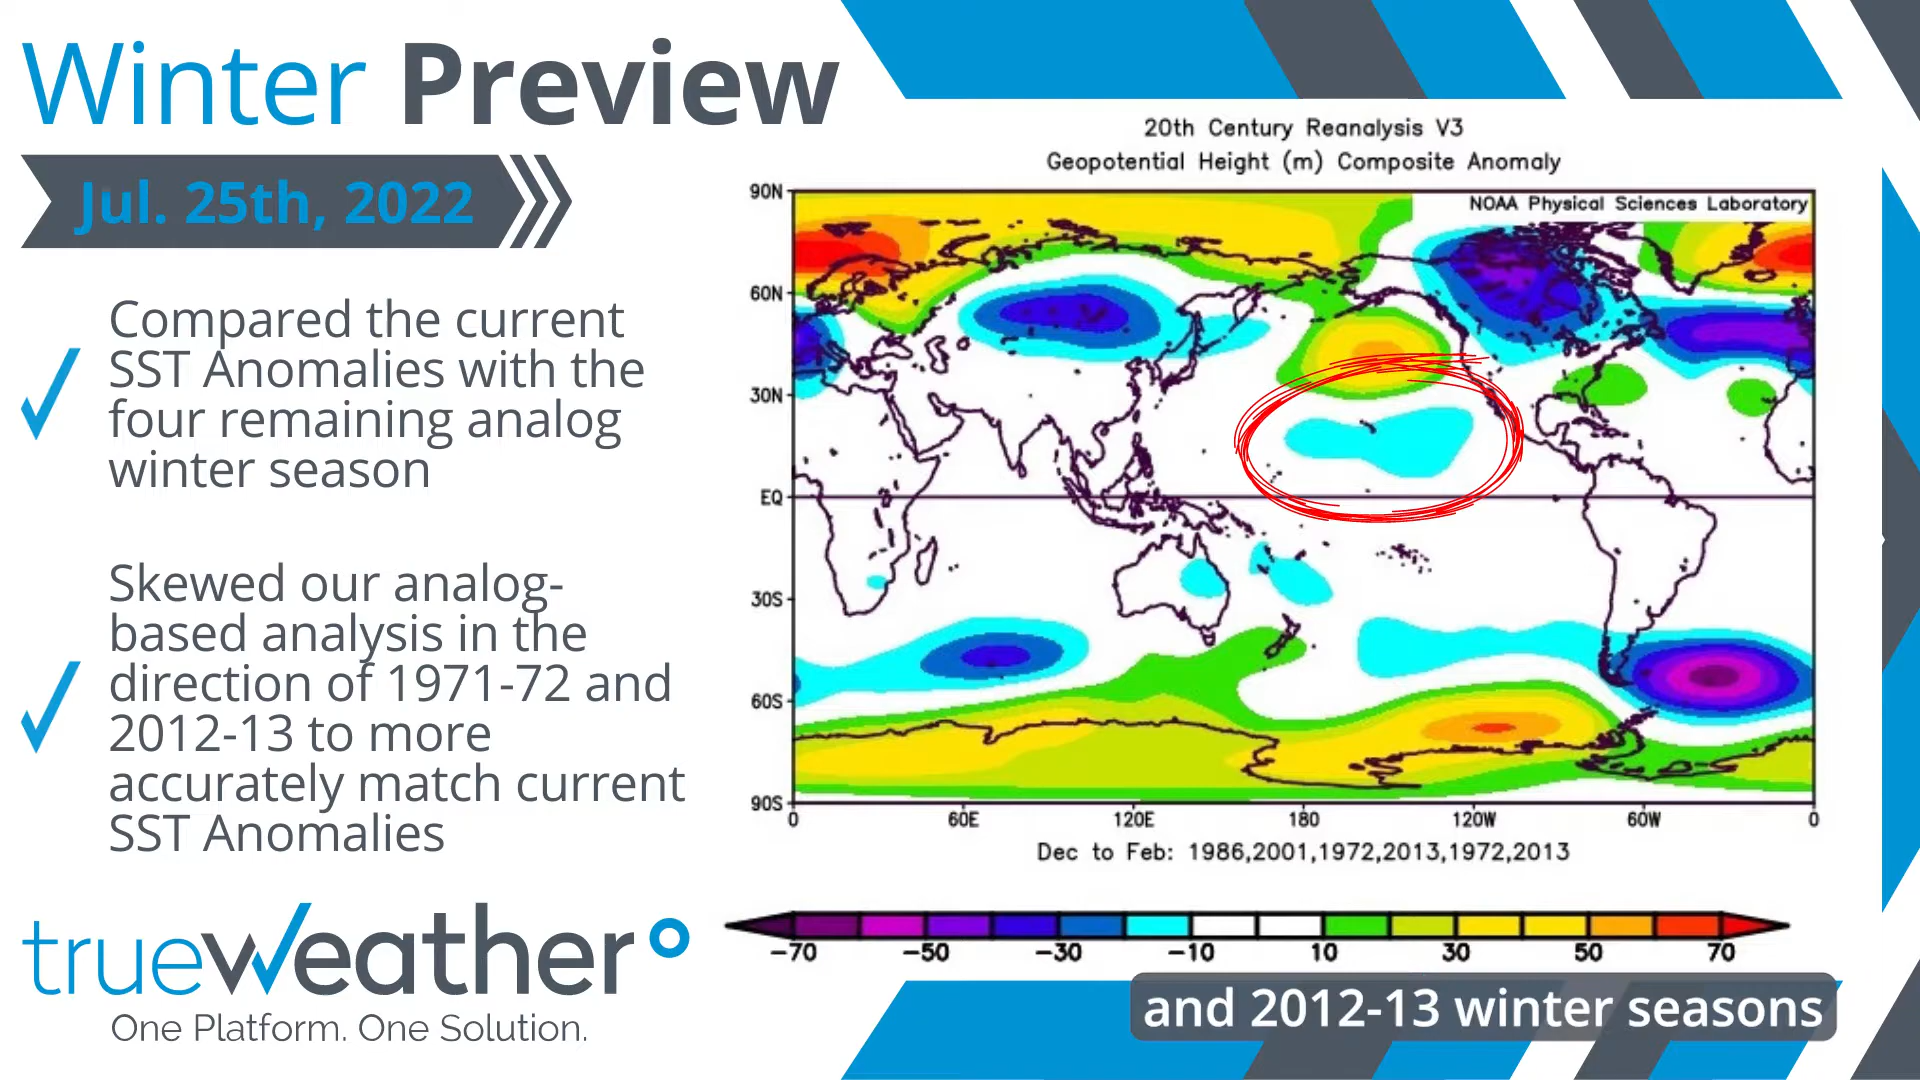 Winter Preview
Jul. 25th, 2022
Compared the current
SST Anomalies with the
four remaining analog
winter season
Skewed our analog-
based analysis in the
direction of 1971-72 and
2012-13 to more
accurately match current
SST Anomalies
trueweather
One Platform. One Solution.
20th Century Reanalysis V3
Geopotential Height (m) Composite Anomaly
NOAA Physical Sciences Laboratory
90N
60N
30N
EQ
30S
60S
90S
0 60E 120E 180 120W 60W 0
Dec to Feb: 1986,2001,1972,2013,1972,2013
-70 -50 -30 -10 10 30 50 70
and 2012-13 winter seasons